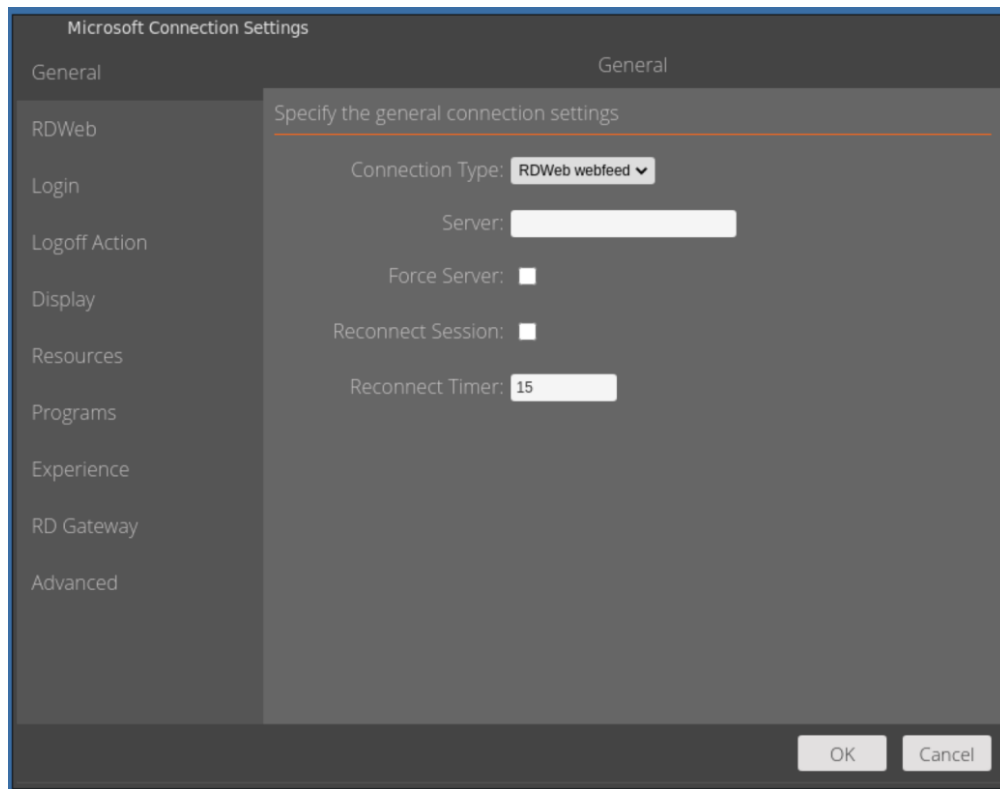 Microsoft Connection Settings
General
General
RDWeb
Login
Logoff Action
Display
Resources
Programs
Experience
RD Gateway
Advanced
Specify the general connection settings
Connection Type: RDWeb webfeed
Server:
Force Server:
Reconnect Session:
Reconnect Timer: 15
OK Cancel